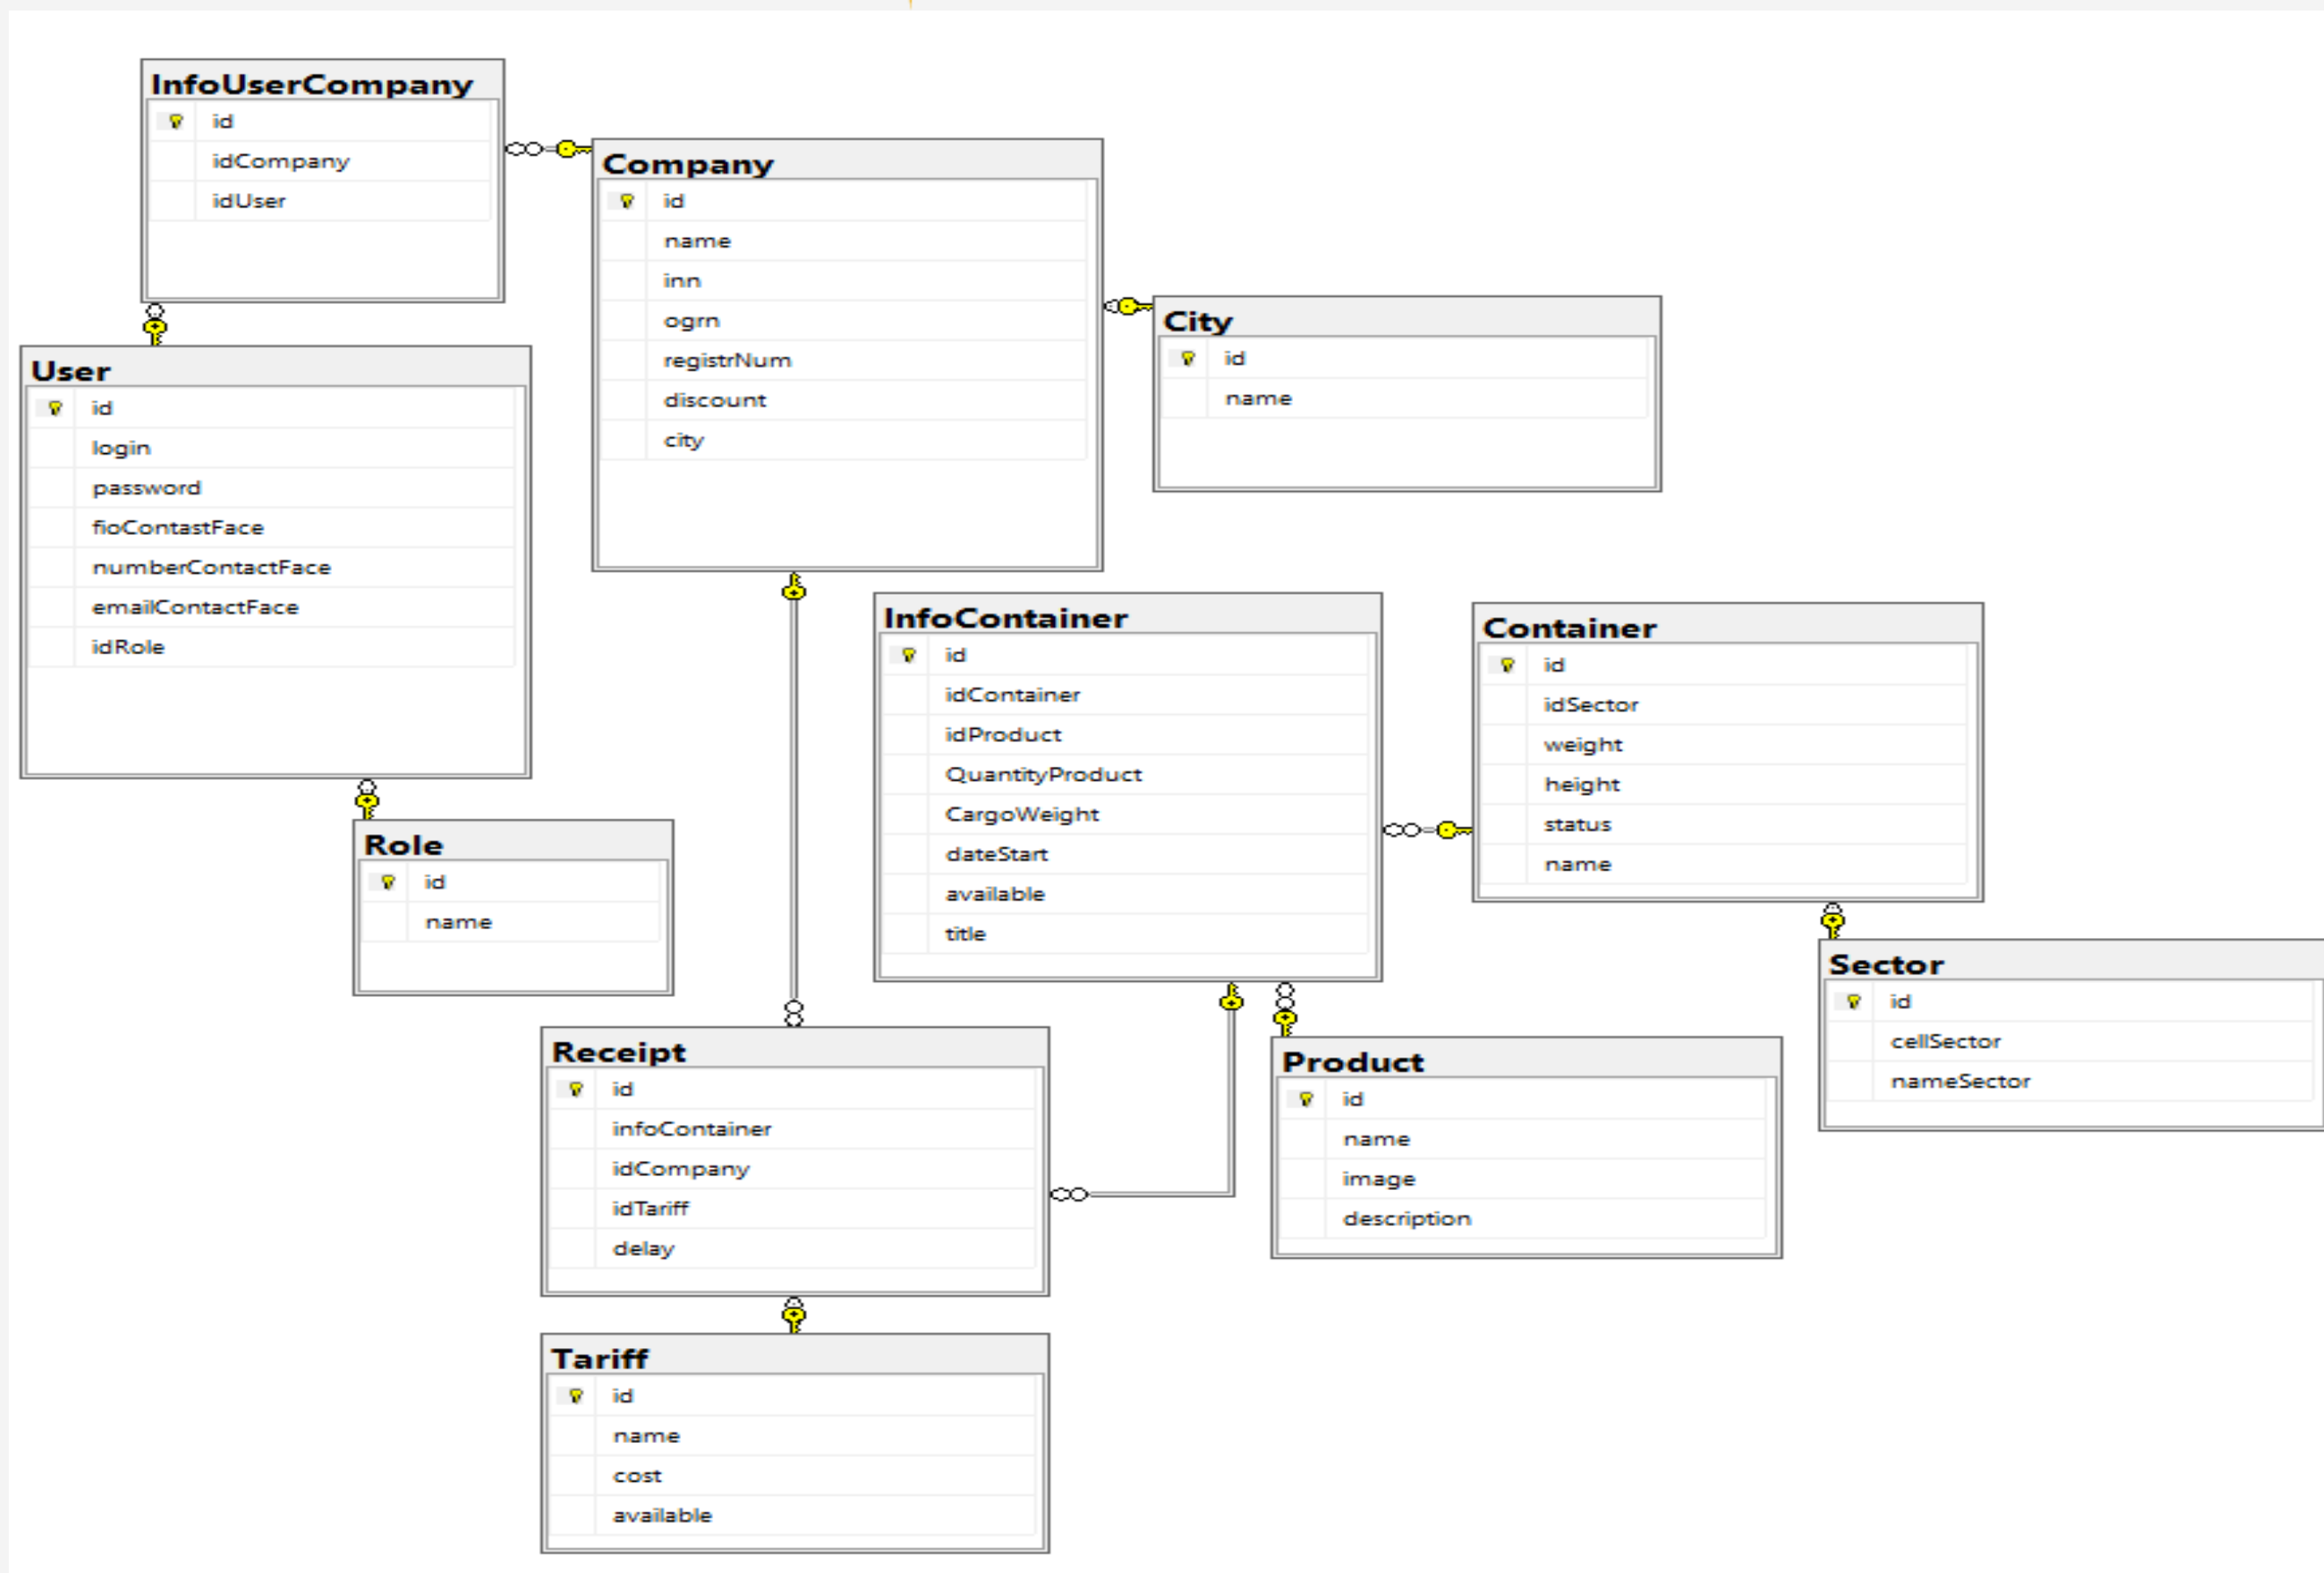 InfoUserCompany
id
idCompany
idUser
Company
id
name
inn
ogrn
registrNum
discount
city
City
id
name
User
id
login
password
fioContastFace
numberContactFace
emailContactFace
idRole
Role
id
name
InfoContainer
id
idContainer
idProduct
QuantityProduct
CargoWeight
dateStart
available
title
Container
id
idSector
weight
height
status
name
Sector
id
cellSector
nameSector
Receipt
id
infoContainer
idCompany
idTariff
delay
Product
id
name
image
description
Tariff
id
name
cost
available